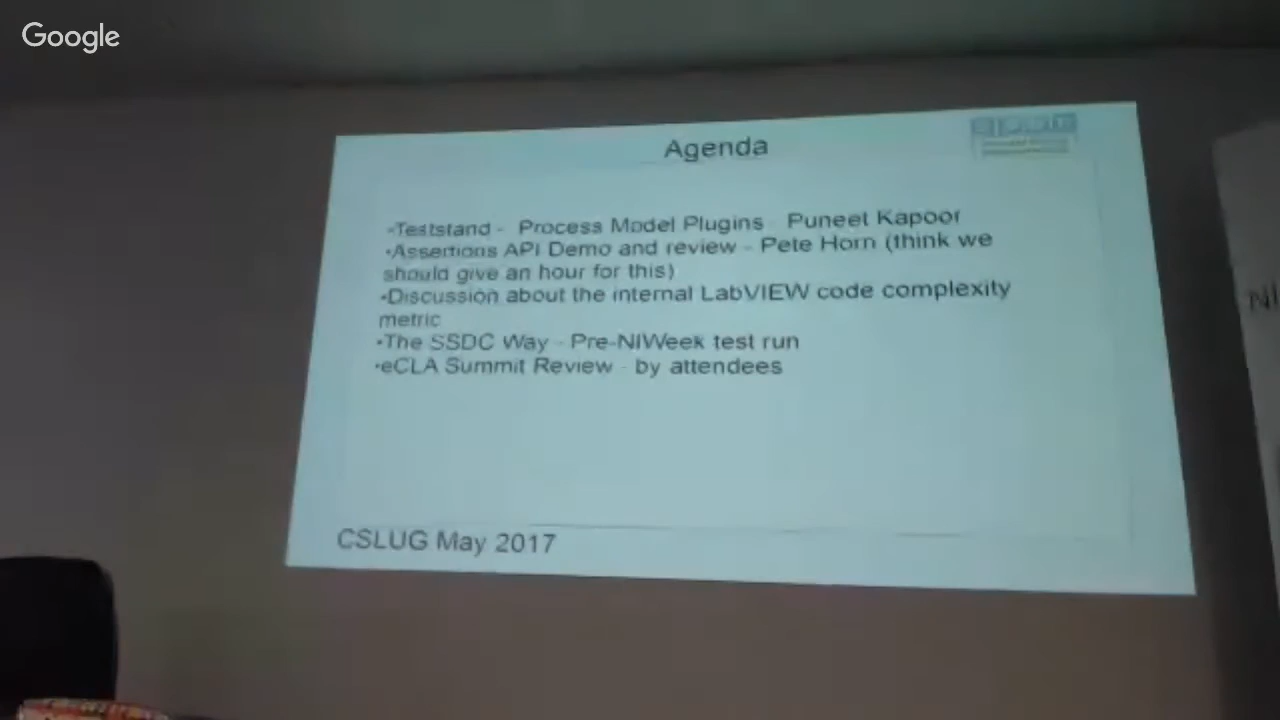 Google
Agenda
•Teststand - Process Model Plugins - Puneet Kapoor
•Assertions API Demo and review - Pete Horn (think we
should give an hour for this)
•Discussion about the internal LabVIEW code complexity
metric
•The SSDC Way - Pre-NIWeek test run
•eCLA Summit Review - by attendees
CSLUG May 2017